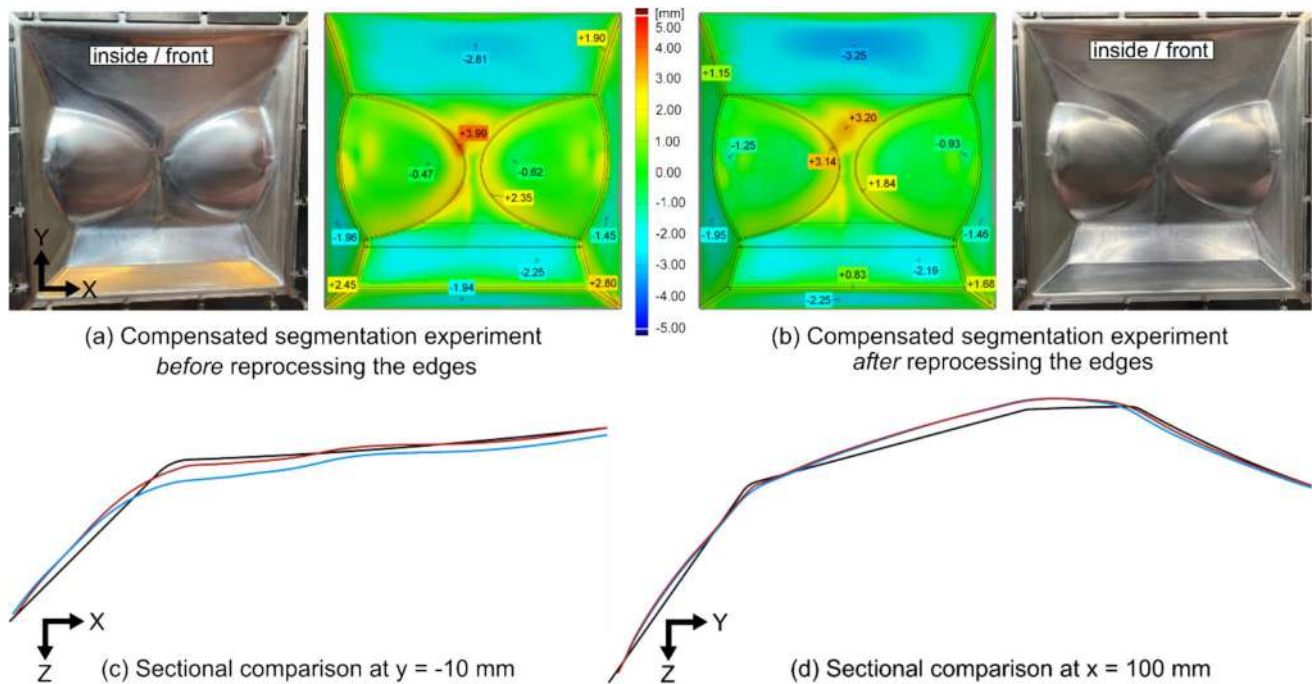 inside / front
Y
X
+1.90
-2.81
+3.99
-0.47
-0.62
+2.35
-1.96
-1.45
-2.25
+2.45
-1.94
+2.80
[mm]
5.00
4.00
3.00
2.00
1.00
0.00
-1.00
-2.00
-3.00
-4.00
-5.00
-3.25
+1.15
+3.20
-1.25
-0.93
+3.14
+1.84
-1.95
-1.46
-2.19
+0.83
+1.68
-2.25
inside / front
(a) Compensated segmentation experiment
before reprocessing the edges
(b) Compensated segmentation experiment
after reprocessing the edges
X
Z
(c) Sectional comparison at y = -10 mm
Y
Z
(d) Sectional comparison at x = 100 mm